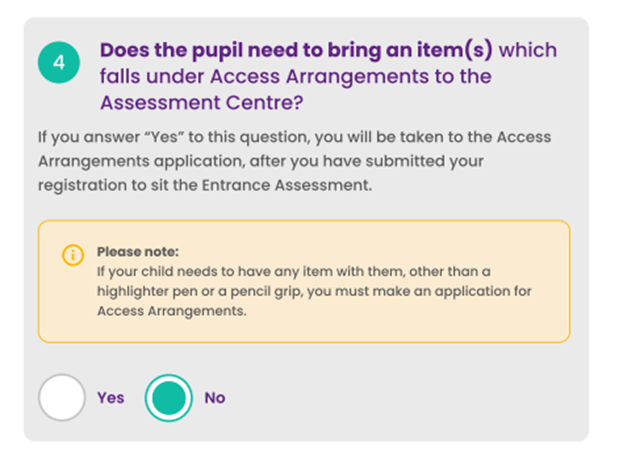 4
Does the pupil need to bring an item(s) which
falls under Access Arrangements to the
Assessment Centre?
If you answer “Yes” to this question, you will be taken to the Access
Arrangements application, after you have submitted your
registration to sit the Entrance Assessment.
Please note:
If your child needs to have any item with them, other than a
highlighter pen or a pencil grip, you must make an application for
Access Arrangements.
Yes No